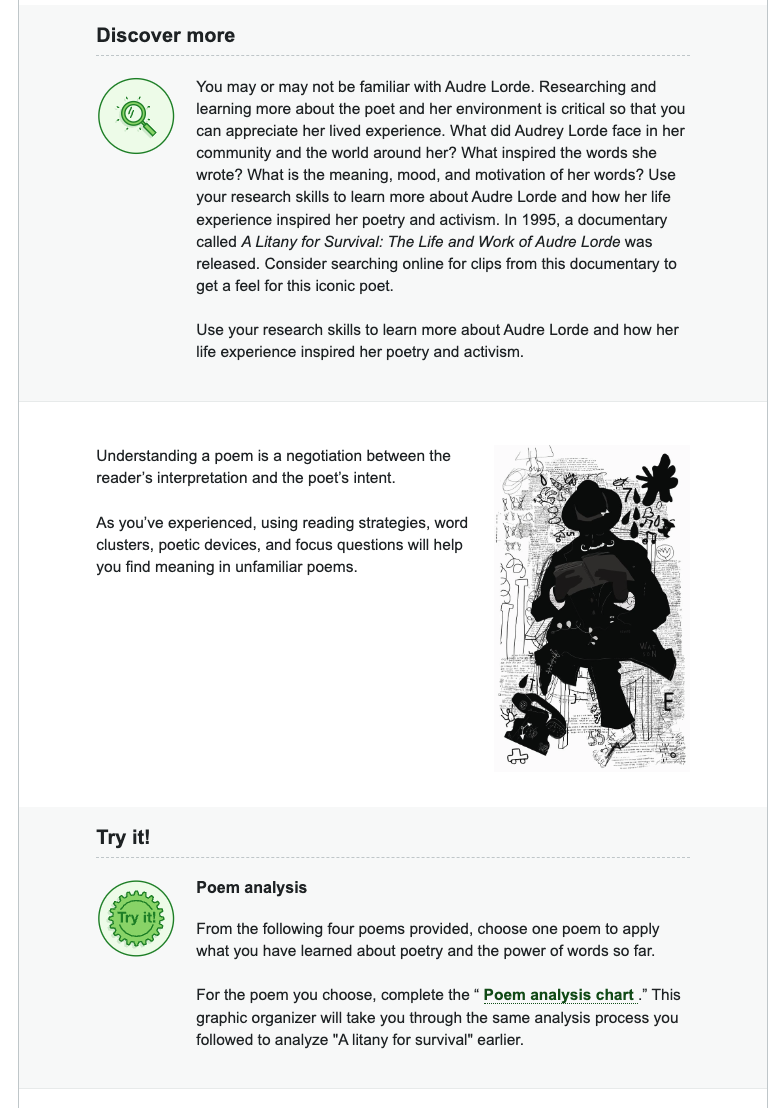 Discover more
You may or may not be familiar with Audre Lorde. Researching and
learning more about the poet and her environment is critical so that you
can appreciate her lived experience. What did Audrey Lorde face in her
community and the world around her? What inspired the words she
wrote? What is the meaning, mood, and motivation of her words? Use
your research skills to learn more about Audre Lorde and how her life
experience inspired her poetry and activism. In 1995, a documentary
called A Litany for Survival: The Life and Work of Audre Lorde was
released. Consider searching online for clips from this documentary to
get a feel for this iconic poet.
Use your research skills to learn more about Audre Lorde and how her
life experience inspired her poetry and activism.
Understanding a poem is a negotiation between the
reader’s interpretation and the poet’s intent.
As you’ve experienced, using reading strategies, word
clusters, poetic devices, and focus questions will help
you find meaning in unfamiliar poems.
7
E
Try it!
Try it!
Poem analysis
From the following four poems provided, choose one poem to apply
what you have learned about poetry and the power of words so far.
For the poem you choose, complete the “ Poem analysis chart .” This
graphic organizer will take you through the same analysis process you
followed to analyze "A litany for survival" earlier.